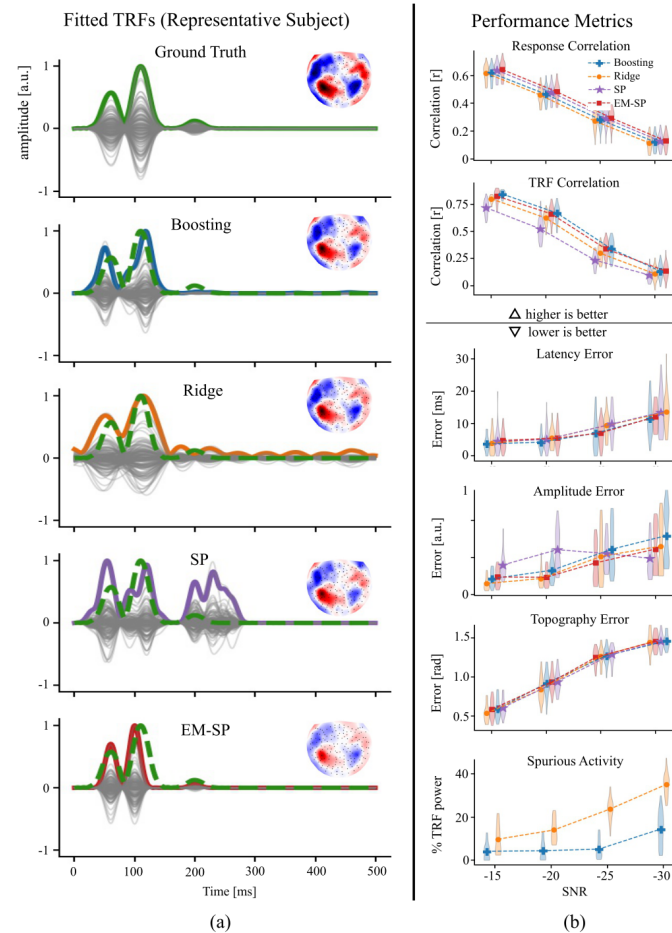 Fitted TRFs (Representative Subject)
Ground Truth
amplitude [a.u.]
1
0
-1
Boosting
1
0
-1
Ridge
1
0
-1
SP
1
0
-1
EM-SP
1
0
-1
0 100 200 300 400 500
Time [ms]
(a)
Performance Metrics
Response Correlation
Correlation [r]
0.6
0.4
0.2
0
Boosting
Ridge
SP
EM-SP
TRF Correlation
Correlation [r]
0.75
0.5
0.25
0
△ higher is better
▽ lower is better
Latency Error
Error [ms]
30
20
10
0
Amplitude Error
Error [a.u.]
1
0
Topography Error
Error [rad]
1.5
1.0
0.5
Spurious Activity
% TRF power
40
20
0
-15 -20 -25 -30
SNR
(b)